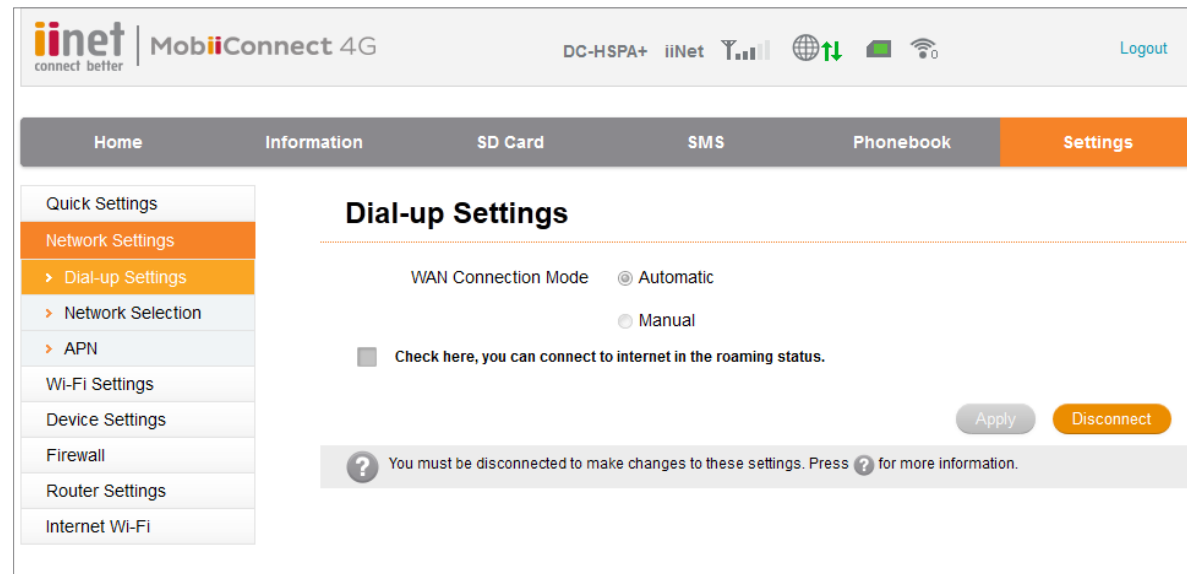 iinet
connect better
MobiiConnect 4G
DC-HSPA+ iiNet
0
Logout
Home Information SD Card SMS Phonebook Settings
Quick Settings
Network Settings
Dial-up Settings
Network Selection
APN
Wi-Fi Settings
Device Settings
Firewall
Router Settings
Internet Wi-Fi
Dial-up Settings
WAN Connection Mode Automatic
Manual
Check here, you can connect to internet in the roaming status.
Apply Disconnect
? You must be disconnected to make changes to these settings. Press ? for more information.